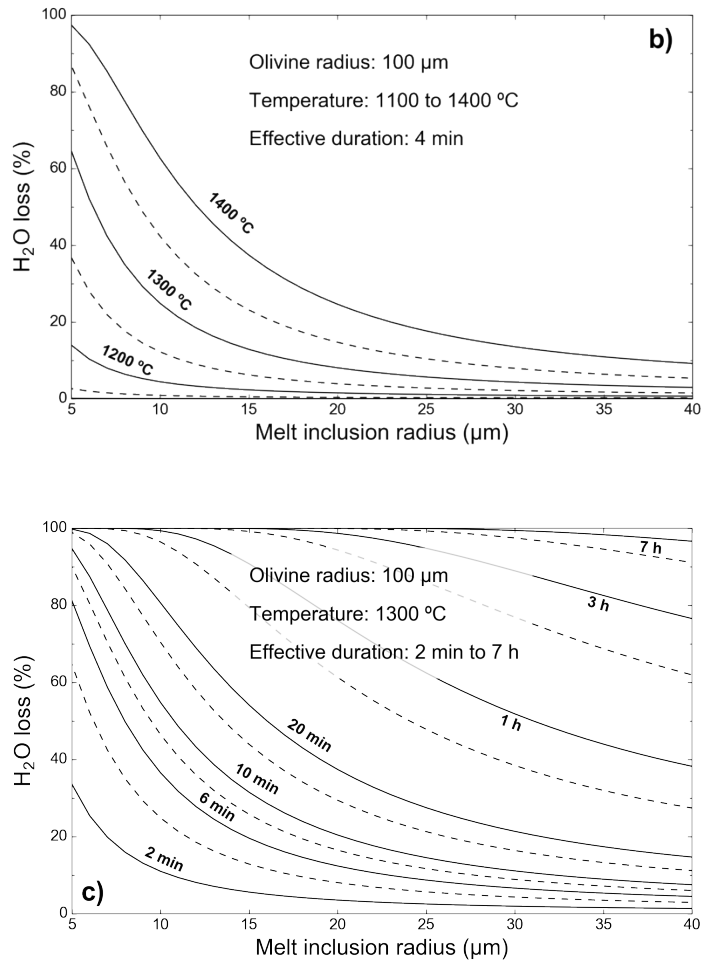 100
b)
Olivine radius: 100 µm
80
Temperature: 1100 to 1400 ºC
Effective duration: 4 min
60
H2O loss (%)
1400 ºC
40
1300 ºC
20
1200 ºC
0
5 10 15 20 25 30 35 40
Melt inclusion radius (µm)
100
7 h
Olivine radius: 100 µm
80
Temperature: 1300 ºC
3 h
Effective duration: 2 min to 7 h
60
H2O loss (%)
1 h
20 min
40
10 min
6 min
20
2 min
c)
0
5 10 15 20 25 30 35 40
Melt inclusion radius (µm)